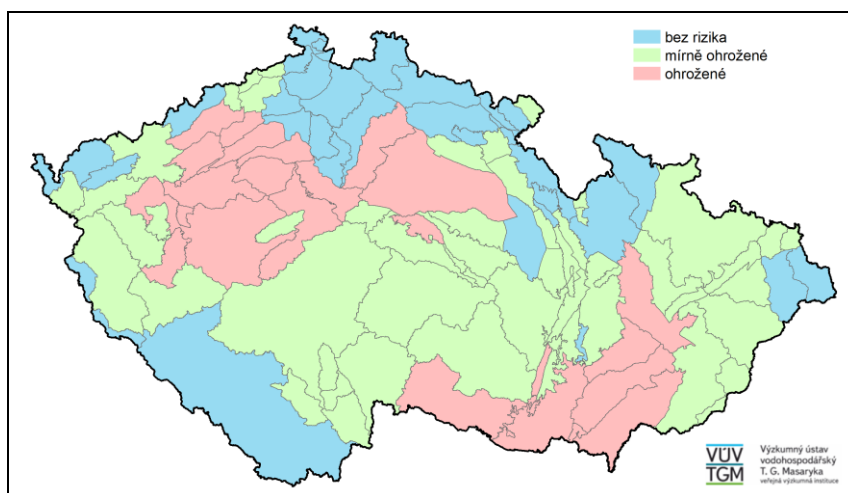 bez rizika
mírně ohrožené
ohrožené
VÚV
TGM
Výzkumný ústav
vodohospodářský
T. G. Masaryka
veřejná výzkumná instituce